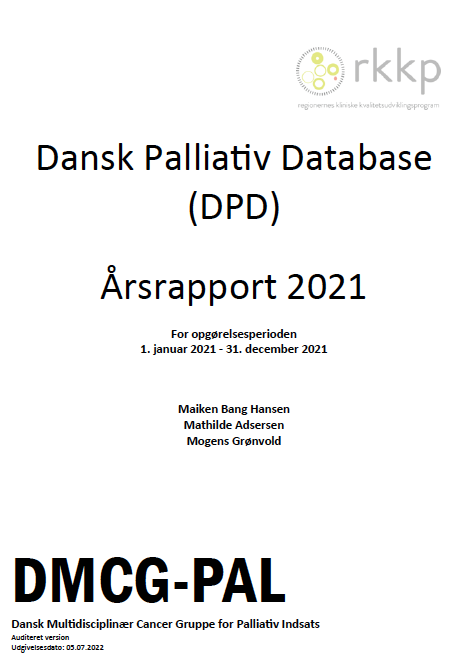 rkkp
regionernes kliniske kvalitetsudviklingsprogram
Dansk Palliativ Database
(DPD)
Årsrapport 2021
For opgørelsesperioden
1. januar 2021 - 31. december 2021
Maiken Bang Hansen
Mathilde Adsersen
Mogens Grønvold
DMCG-PAL
Dansk Multidisciplinær Cancer Gruppe for Palliativ Indsats
Auditeret version
Udgivelsesdato: 05.07.2022